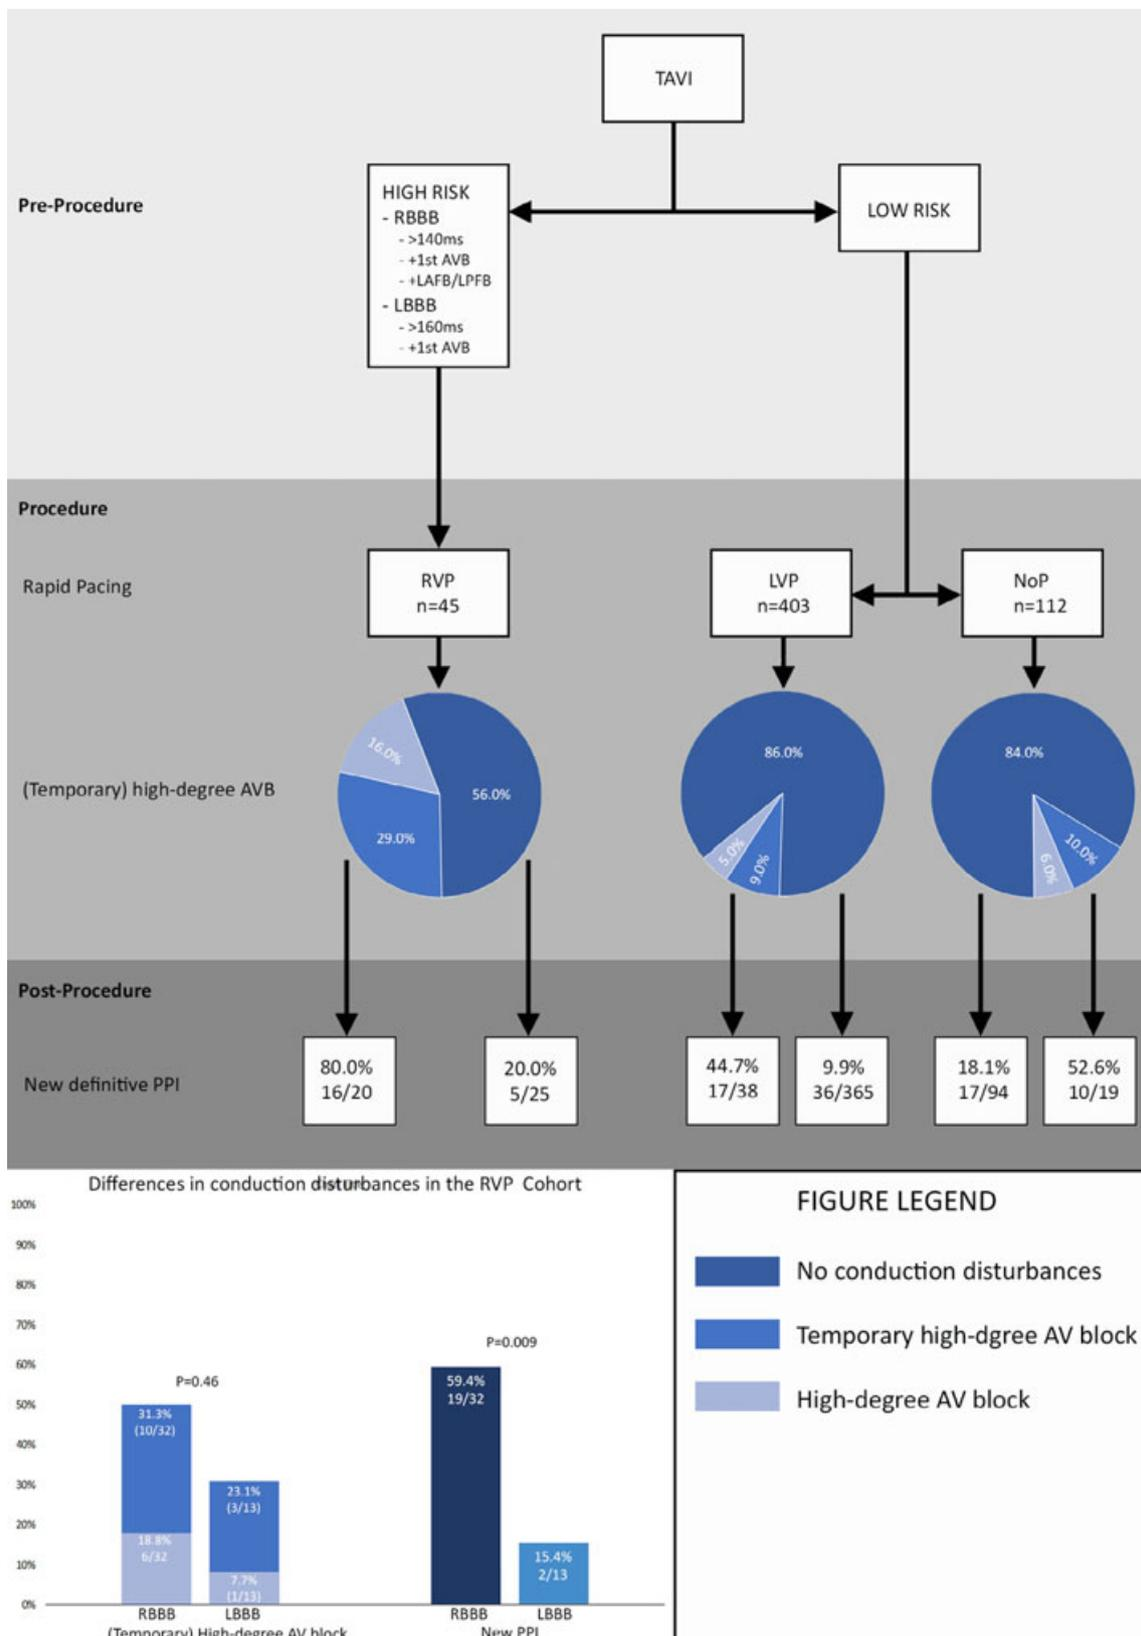 TAVI
Pre-Procedure
HIGH RISK
- RBBB
- >140ms
- +1st AVB
- +LAFB/LPFB
- LBBB
- >160ms
- +1st AVB
LOW RISK
Procedure
Rapid Pacing
RVP
n=45
LVP
n=403
NoP
n=112
(Temporary) high-degree AVB
16.0%
56.0%
29.0%
86.0%
5.0%
9.0%
84.0%
10.0%
6.0%
Post-Procedure
New definitive PPI
80.0%
16/20
20.0%
5/25
44.7%
17/38
9.9%
36/365
18.1%
17/94
52.6%
10/19
Differences in conduction disturbances in the RVP Cohort
100%
90%
80%
70%
60%
50%
40%
30%
20%
10%
0%
P=0.46
31.3%
(10/32)
18.8%
6/32
23.1%
(3/13)
7.7%
(1/13)
P=0.009
59.4%
19/32
15.4%
2/13
RBBB
LBBB
RBBB
LBBB
(Temporary) High-degree AV block
New PPI
FIGURE LEGEND
No conduction disturbances
Temporary high-dgree AV block
High-degree AV block